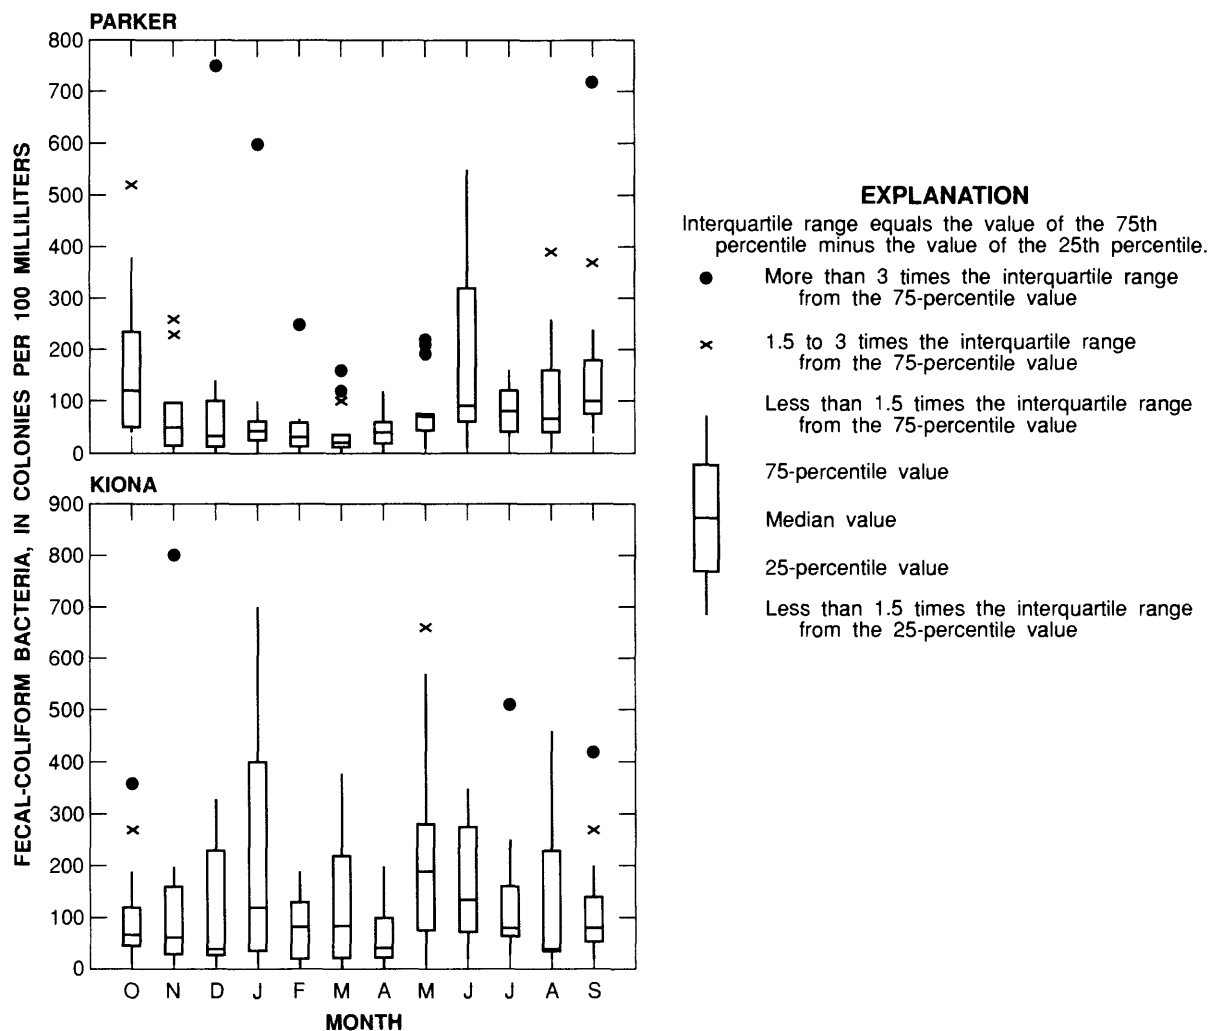 PARKER
800
700
600
500
400
300
200
100
0
KIONA
900
800
700
600
500
400
300
200
100
0
O N D J F M A M J J A S
MONTH
FECAL-COLIFORM BACTERIA, IN COLONIES PER 100 MILLILITERS
EXPLANATION
Interquartile range equals the value of the 75th
percentile minus the value of the 25th percentile.
More than 3 times the interquartile range
from the 75-percentile value
1.5 to 3 times the interquartile range
from the 75-percentile value
Less than 1.5 times the interquartile range
from the 75-percentile value
75-percentile value
Median value
25-percentile value
Less than 1.5 times the interquartile range
from the 25-percentile value